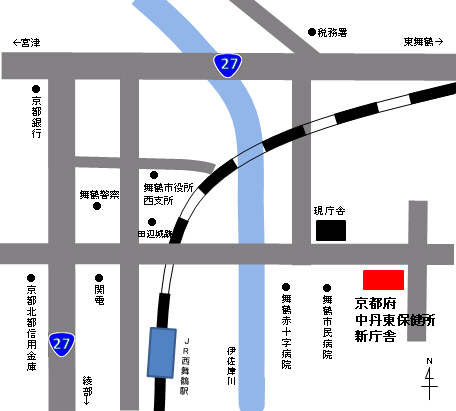 ←宮津
税務署
東舞鶴→
27
京都銀行
舞鶴市役所
西支所
舞鶴警察
田辺城跡
現庁舎
京都北都信用金庫
関電
舞鶴赤十字病院
舞鶴市民病院
京都府
中丹東保健所
新庁舎
27
JR西舞鶴駅
伊佐津川
綾部→
N